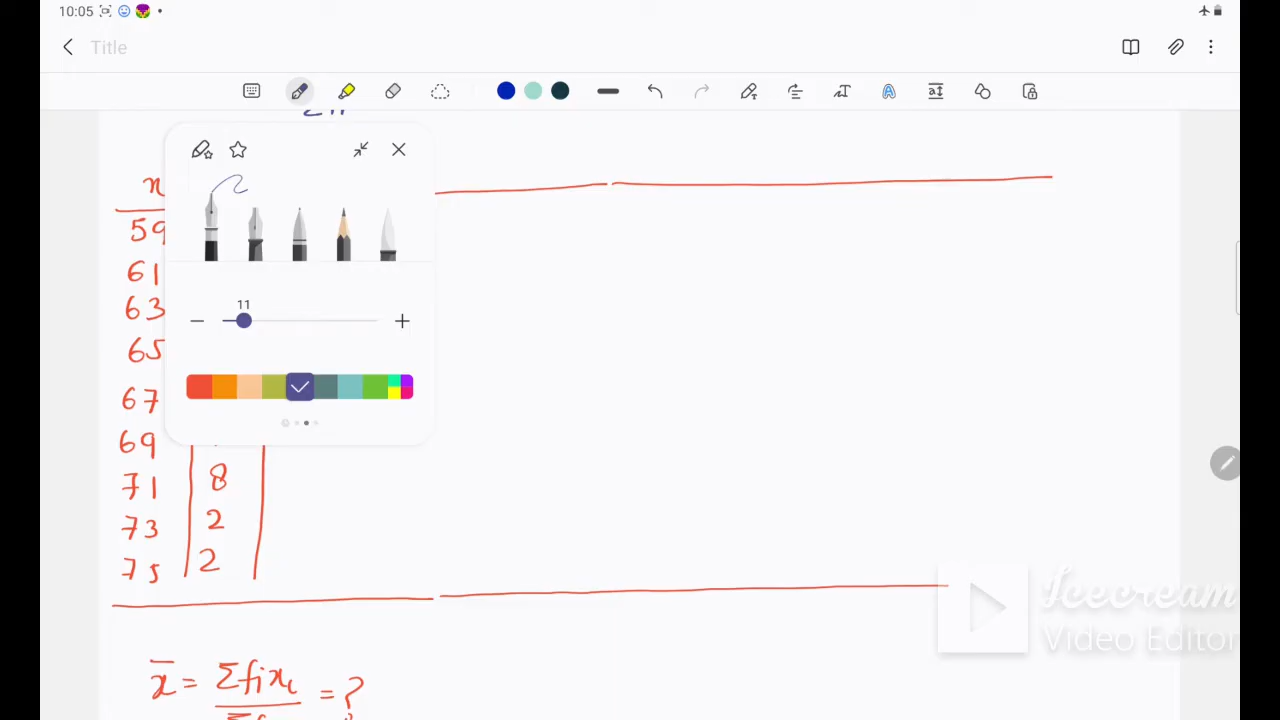 10:05
Title
x
59
61
63
65
67
69
71 8
73 2
75 2
11
x̄ = Σfixi = ?
Icecream
Video Editor